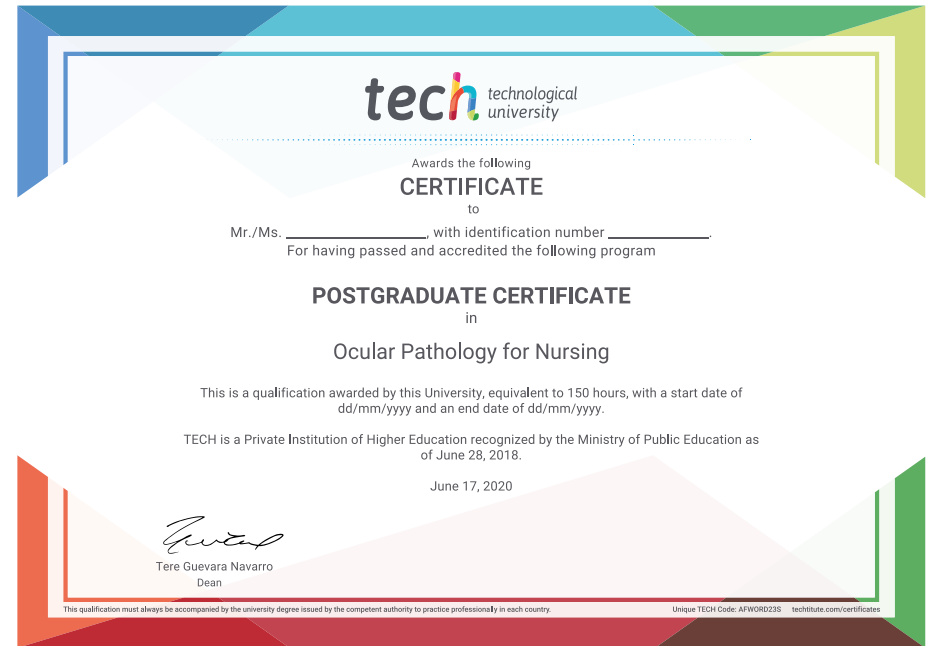 tech technological
university
Awards the following
CERTIFICATE
to
Mr./Ms. ____________________, with identification number ______________.
For having passed and accredited the following program
POSTGRADUATE CERTIFICATE
in
Ocular Pathology for Nursing
This is a qualification awarded by this University, equivalent to 150 hours, with a start date of
dd/mm/yyyy and an end date of dd/mm/yyyy.
TECH is a Private Institution of Higher Education recognized by the Ministry of Public Education as
of June 28, 2018.
June 17, 2020
Tere Guevara Navarro
Dean
This qualification must always be accompanied by the university degree issued by the competent authority to practice professionally in each country.
Unique TECH Code: AFWORD23S techtitute.com/certificates